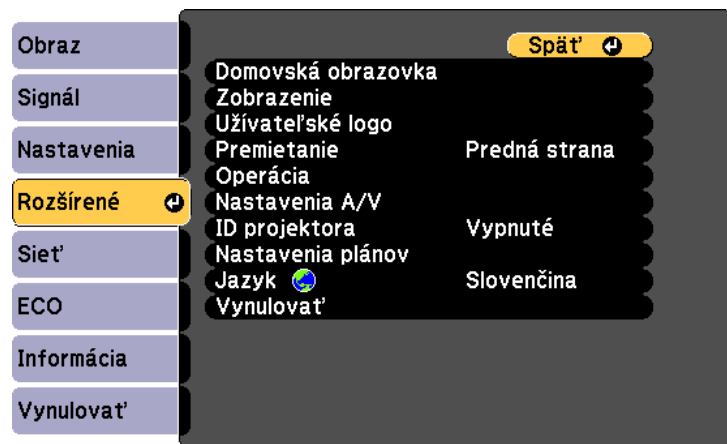 Obraz
Signál
Nastavenia
Rozšírené
Sieť
ECO
Informácia
Vynulovať
Späť
Domovská obrazovka
Zobrazenie
Užívateľské logo
Premietanie Predná strana
Operácia
Nastavenia A/V
ID projektora Vypnuté
Nastavenia plánov
Jazyk Slovenčina
Vynulovať